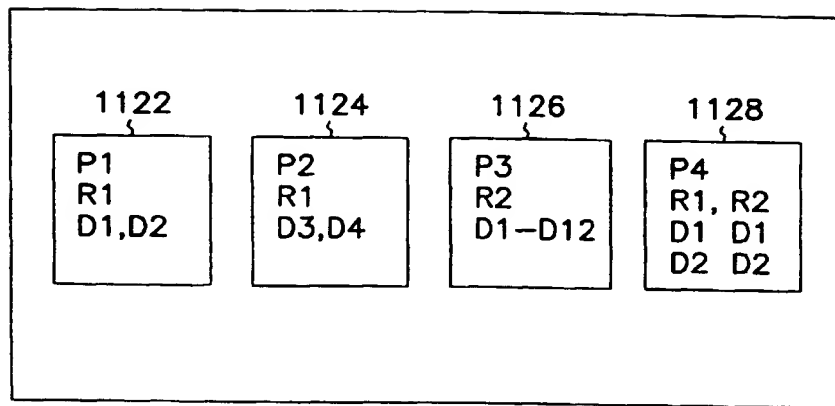 1122
P1
R1
D1,D2
1124
P2
R1
D3,D4
1126
P3
R2
D1–D12
1128
P4
R1, R2
D1 D1
D2 D2